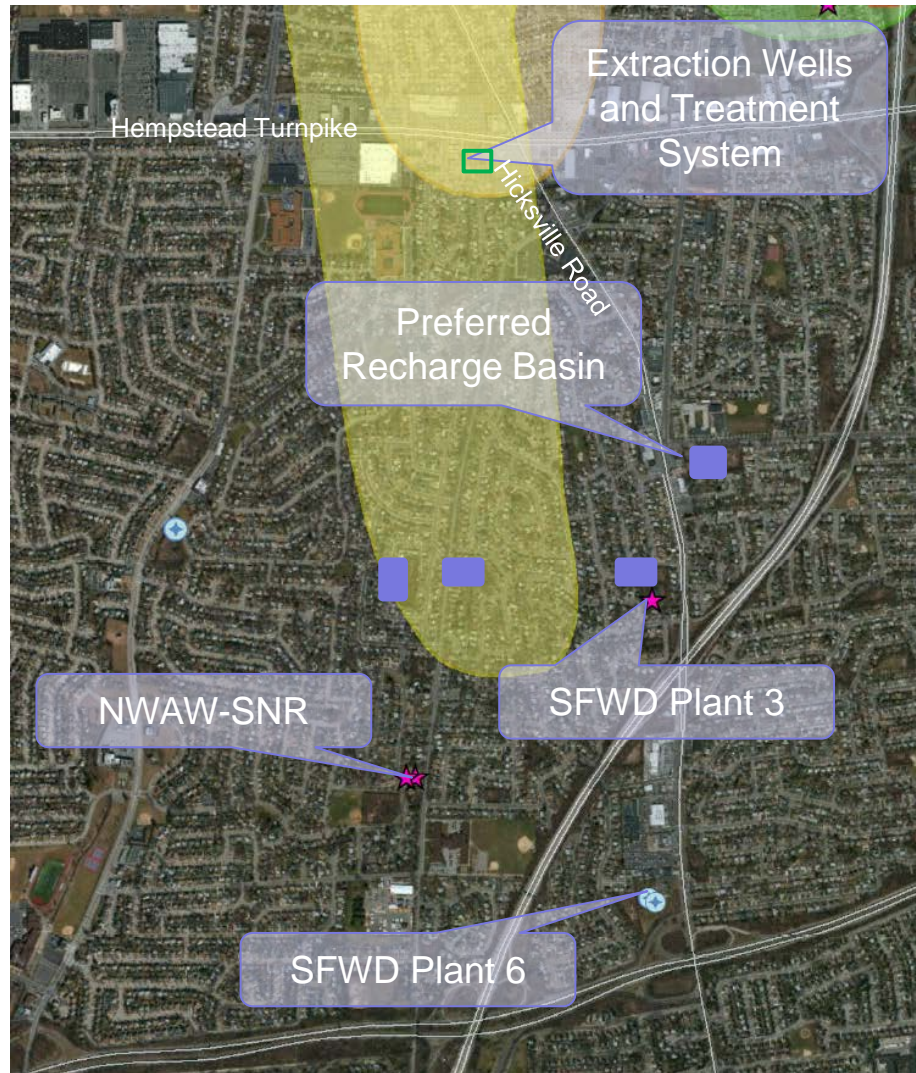 Extraction Wells
and Treatment
System
Hempstead Turnpike
Hicksville Road
Preferred
Recharge Basin
NWAW-SNR
SFWD Plant 3
SFWD Plant 6